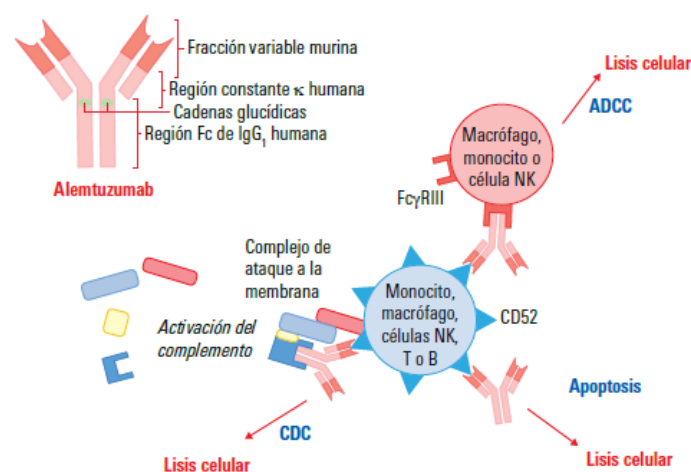 Fracción variable murina
Región constante κ humana
Cadenas glucídicas
Región Fc de IgG₁ humana
Alemtuzumab
Lisis celular
ADCC
Macrófago,
monocito o
célula NK
FcγRIII
Complejo de
ataque a la
membrana
Activación del
complemento
Monocito,
macrófago,
células NK,
T o B
CD52
Apoptosis
CDC
Lisis celular
Lisis celular